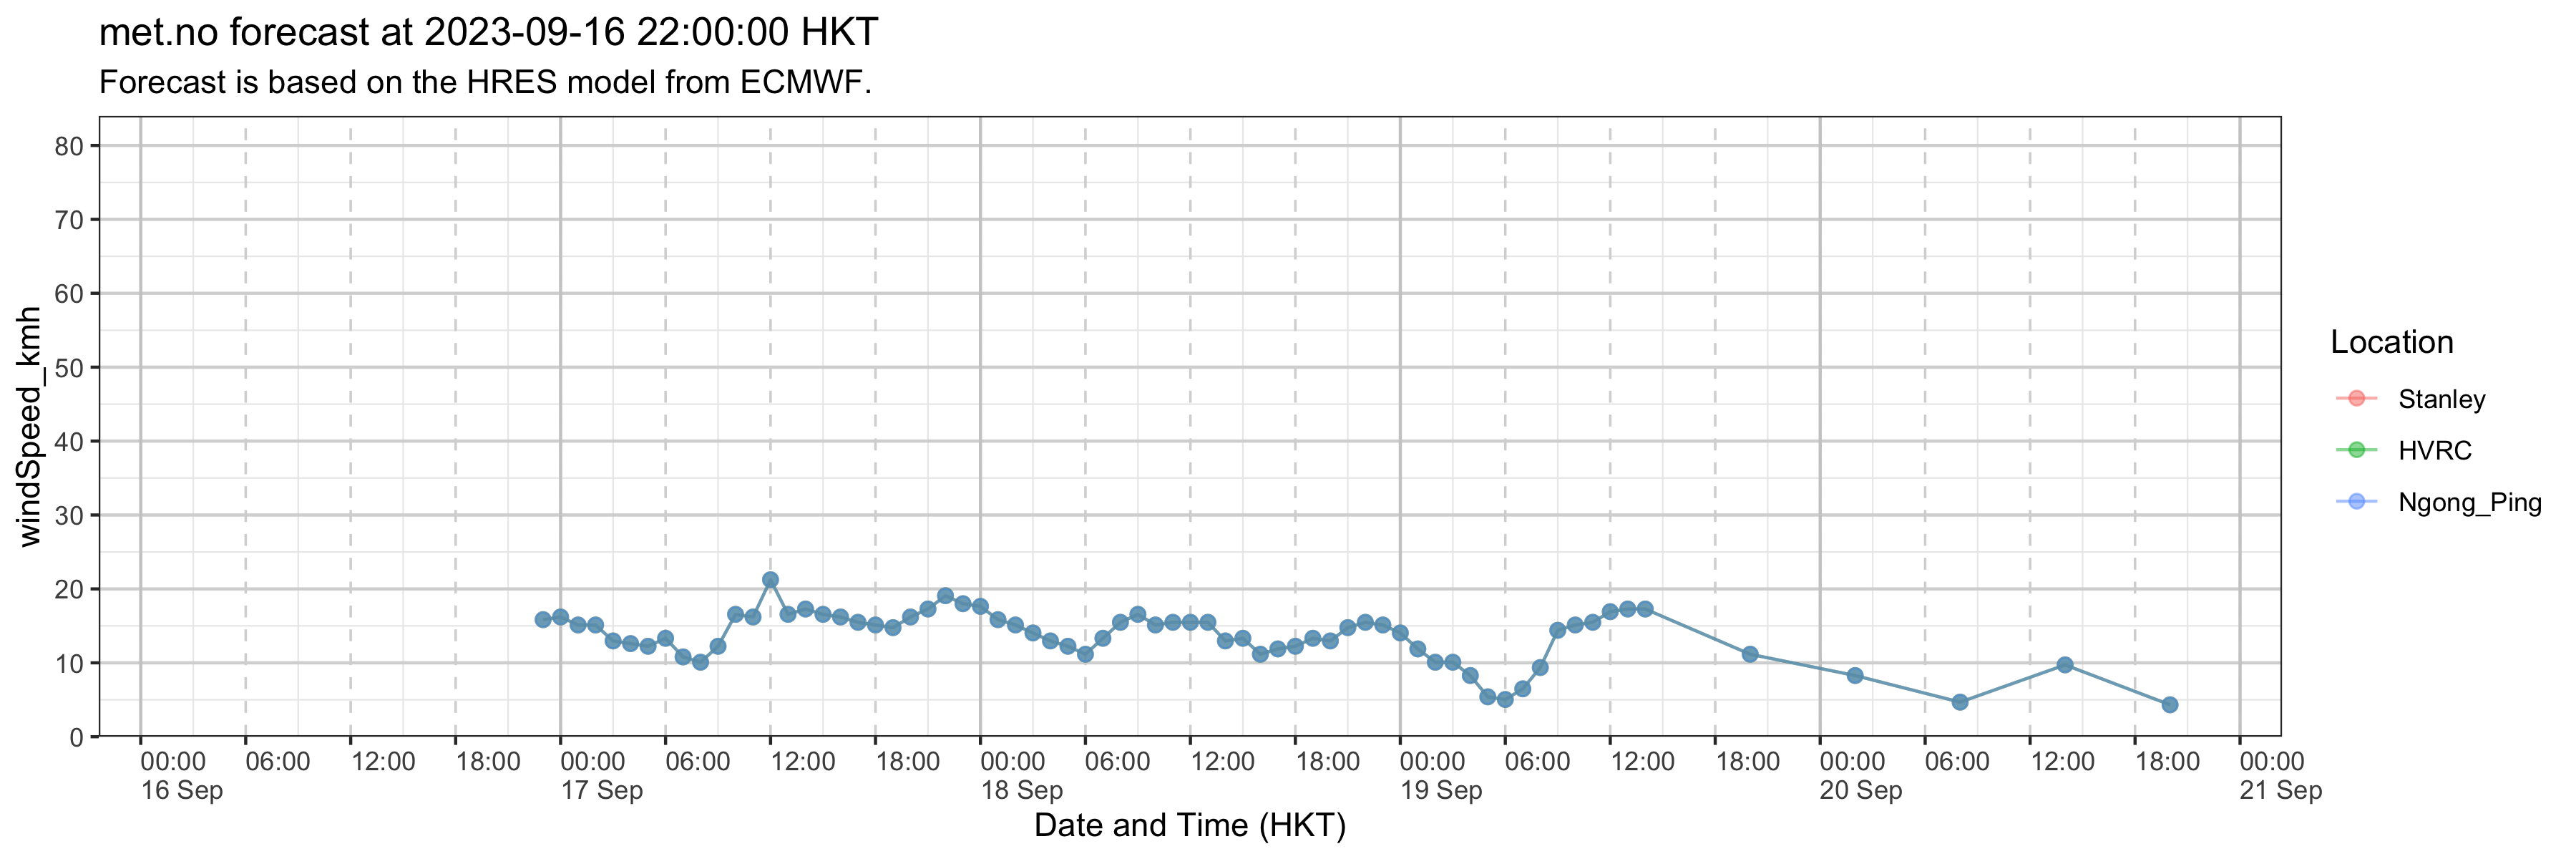 met.no forecast at 2023-09-16 22:00:00 HKT
Forecast is based on the HRES model from ECMWF.
windSpeed_kmh
80
70
60
50
40
30
20
10
0
00:00 06:00 12:00 18:00 00:00 06:00 12:00 18:00 00:00 06:00 12:00 18:00 00:00 06:00 12:00 18:00 00:00 06:00 12:00 18:00 00:00
16 Sep 17 Sep 18 Sep 19 Sep 20 Sep 21 Sep
Date and Time (HKT)
Location
Stanley
HVRC
Ngong_Ping